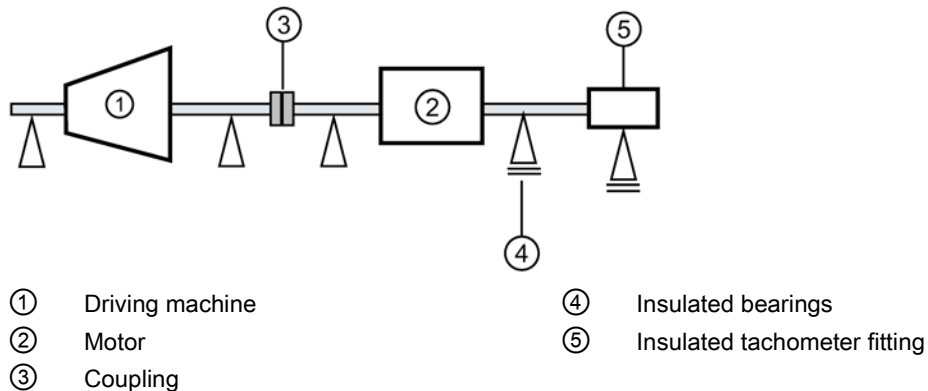 ③
⑤
①
②
④
① Driving machine
② Motor
③ Coupling
④ Insulated bearings
⑤ Insulated tachometer fitting